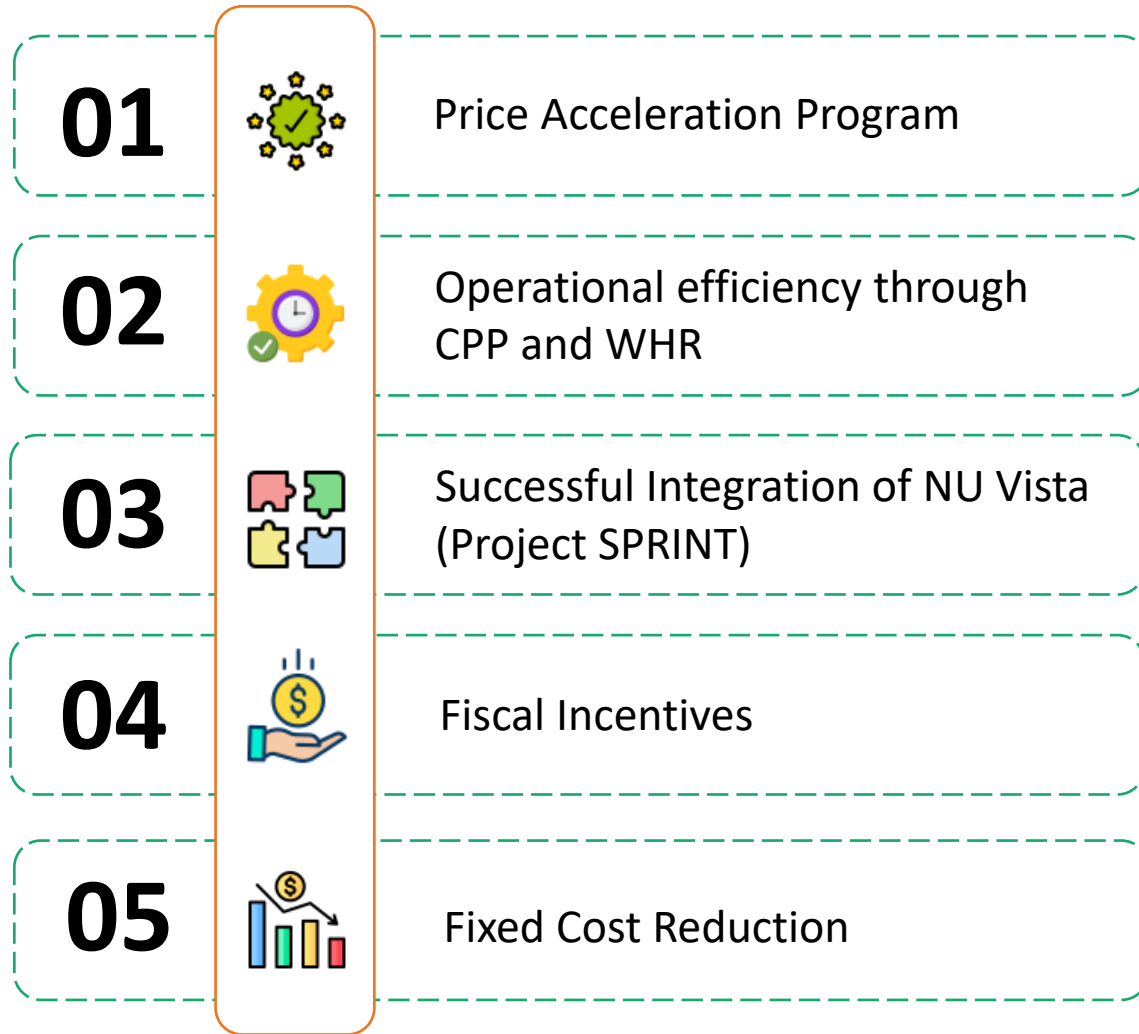 01
Price Acceleration Program
02
Operational efficiency through
CPP and WHR
03
Successful Integration of NU Vista
(Project SPRINT)
04
$
Fiscal Incentives
05
$
Fixed Cost Reduction